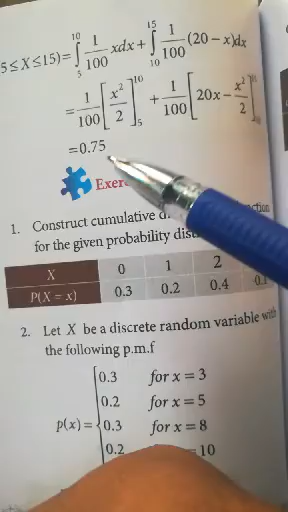 5 ≤ X ≤ 15) = ∫₅¹⁰ 1/100 xdx + ∫₁₀¹⁵ 1/100 (20 − x)dx
= 1/100 [x²/2]₅¹⁰ + 1/100 [20x − x²/2]
=0.75
1. Construct cumulative
for the given probability
X 0 1 2
P(X = x) 0.3 0.2 0.4
2. Let X be a discrete random variable with
the following p.m.f
0.3 for x = 3
0.2 for x = 5
p(x) = { 0.3 for x = 8
0.2 = 10